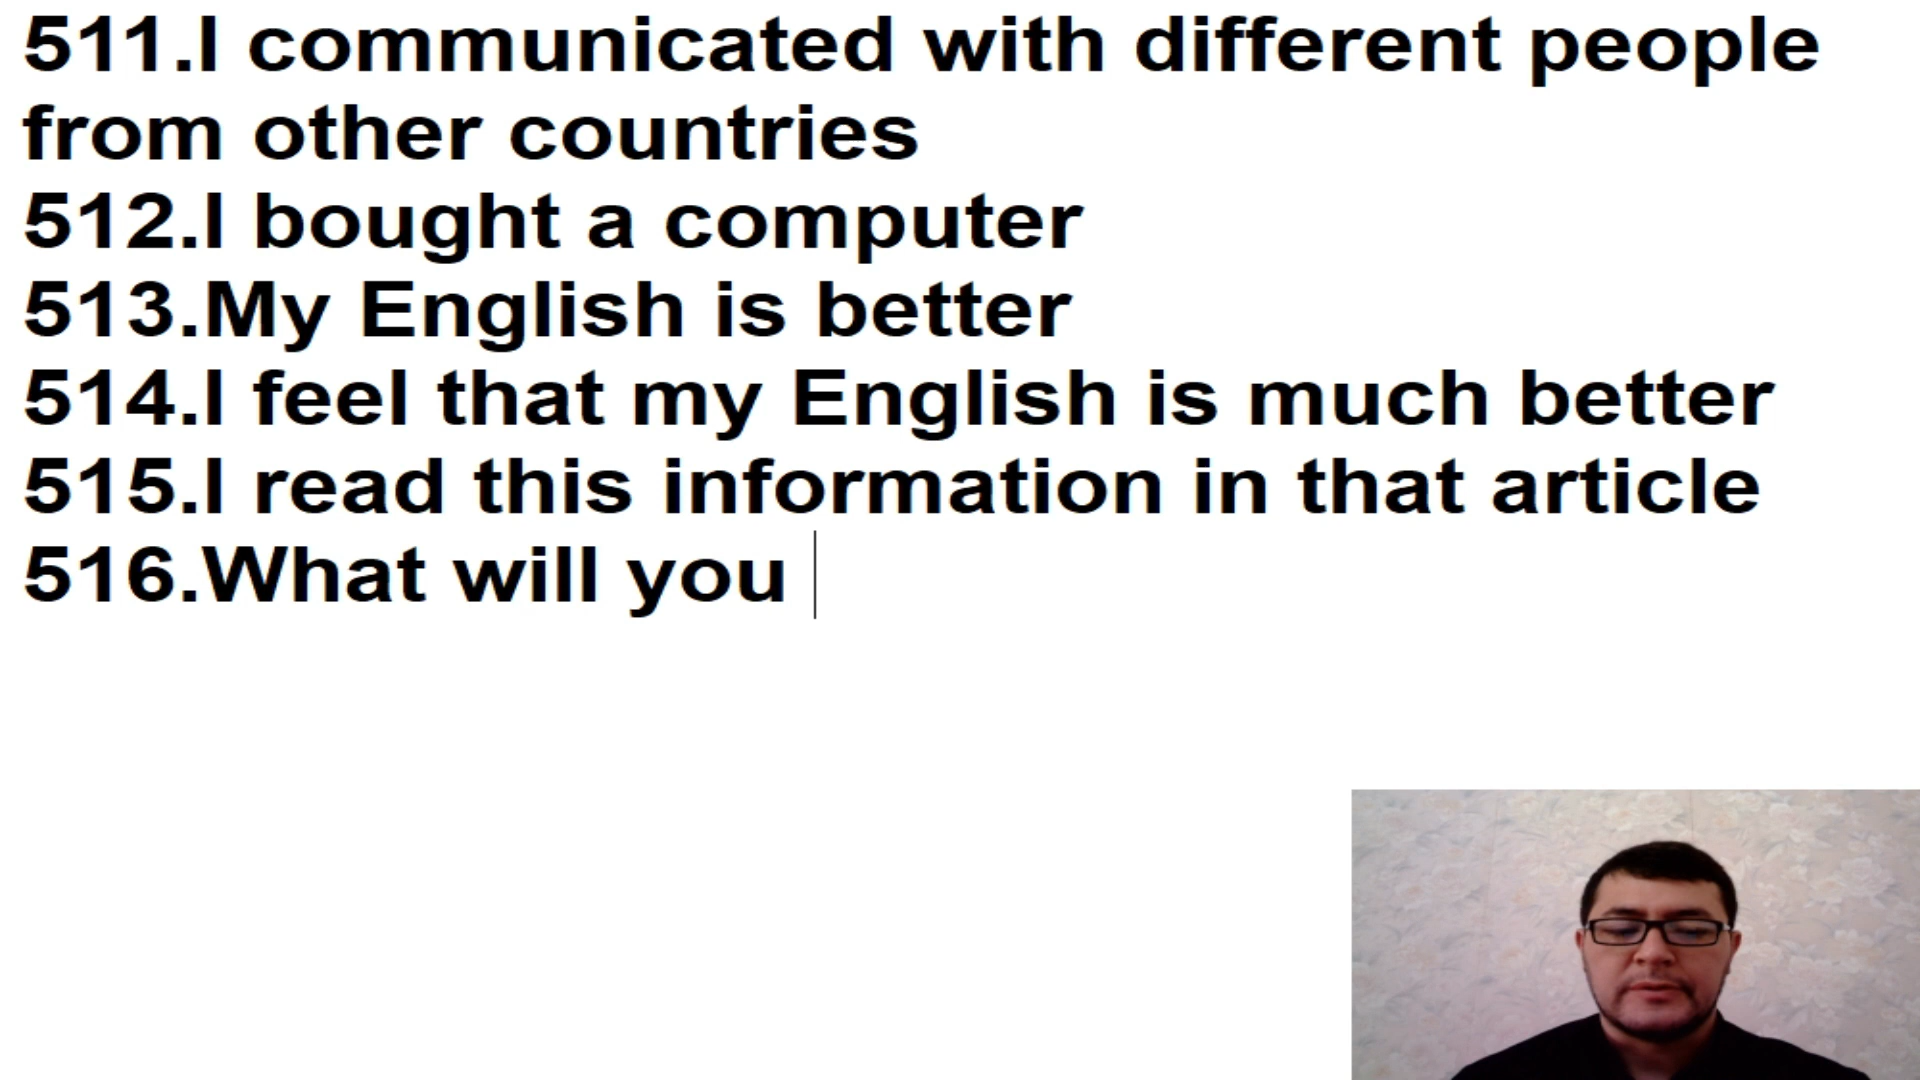 511.I communicated with different people
from other countries
512.I bought a computer
513.My English is better
514.I feel that my English is much better
515.I read this information in that article
516.What will you